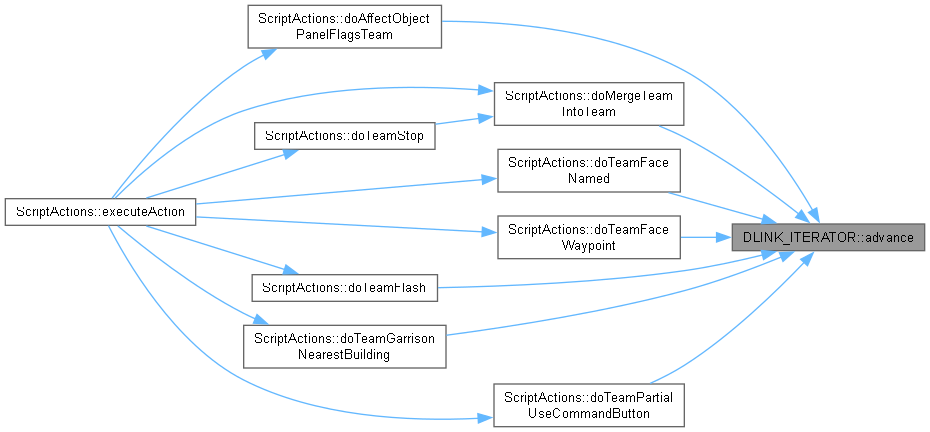 ScriptActions::doAffectObject
PanelFlagsTeam
ScriptActions::doMergeTeam
IntoTeam
ScriptActions::doTeamStop
ScriptActions::doTeamFace
Named
ScriptActions::executeAction
ScriptActions::doTeamFace
Waypoint
DLINK_ITERATOR::advance
ScriptActions::doTeamFlash
ScriptActions::doTeamGarrison
NearestBuilding
ScriptActions::doTeamPartial
UseCommandButton